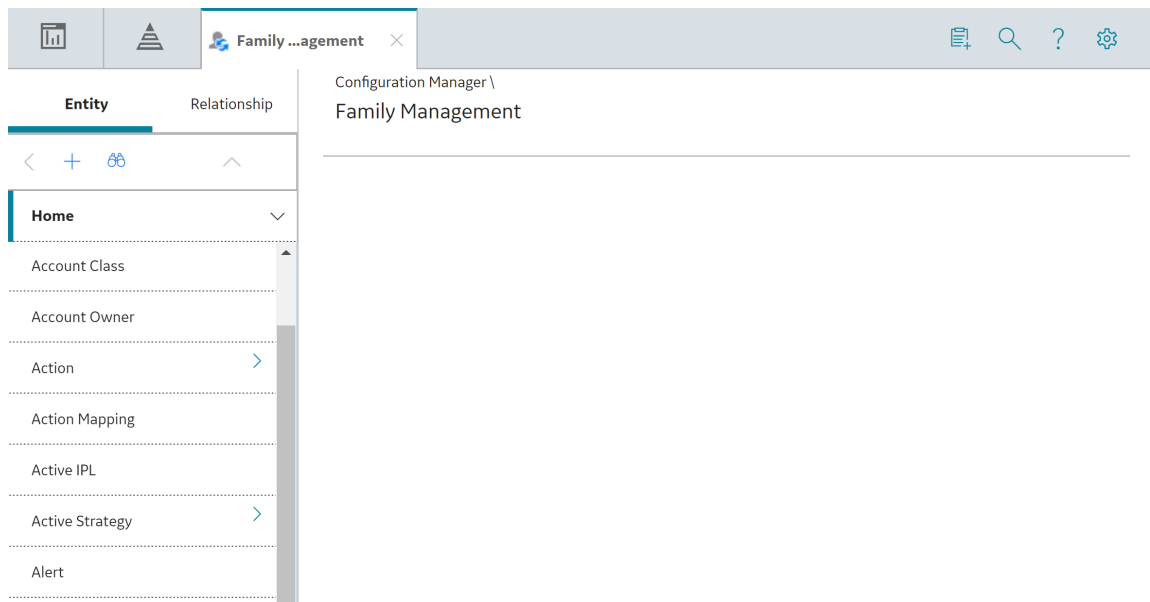 Family ...agement
Entity
Relationship
Configuration Manager \
Family Management
Home
Account Class
Account Owner
Action
Action Mapping
Active IPL
Active Strategy
Alert